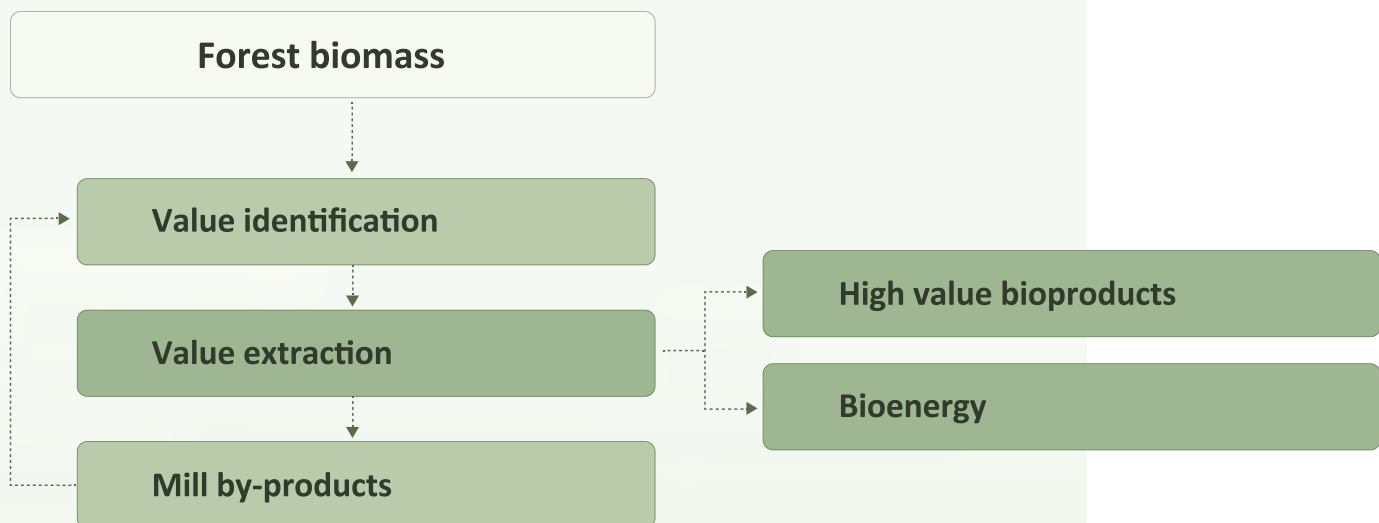 Forest biomass
Value identification
Value extraction
Mill by-products
High value bioproducts
Bioenergy